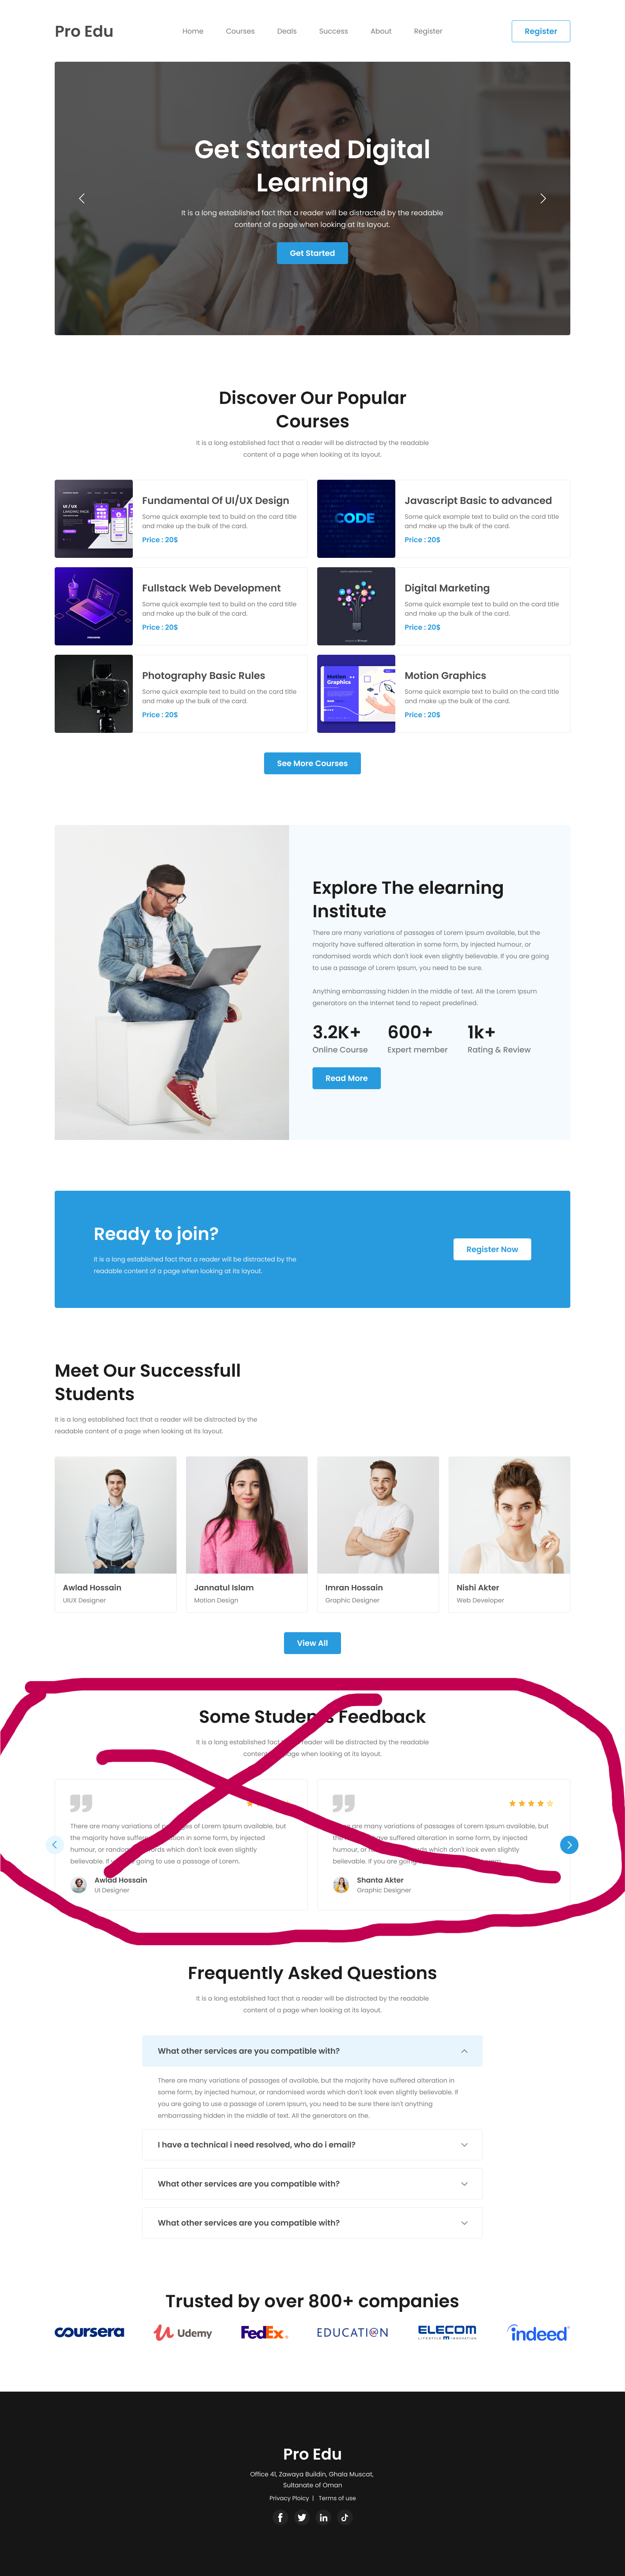 Pro Edu
Home Courses Deals Success About Register
Register
Get Started Digital
Learning
It is a long established fact that a reader will be distracted by the readable
content of a page when looking at its layout.
Get Started
Discover Our Popular
Courses
It is a long established fact that a reader will be distracted by the readable
content of a page when looking at its layout.
UI / UX
LANDING PAGE
Fundamental Of UI/UX Design
Some quick example text to build on the card title
and make up the bulk of the card.
Price : 20$
CODE
Javascript Basic to advanced
Some quick example text to build on the card title
and make up the bulk of the card.
Price : 20$
Fullstack Web Development
Some quick example text to build on the card title
and make up the bulk of the card.
Price : 20$
Digital Marketing
Some quick example text to build on the card title
and make up the bulk of the card.
Price : 20$
Photography Basic Rules
Some quick example text to build on the card title
and make up the bulk of the card.
Price : 20$
Motion
Graphics
Motion Graphics
Some quick example text to build on the card title
and make up the bulk of the card.
Price : 20$
See More Courses
Explore The elearning
Institute
There are many variations of passages of Lorem Ipsum available, but the
majority have suffered alteration in some form, by injected humour, or
randomised words which don't look even slightly believable. If you are going
to use a passage of Lorem Ipsum, you need to be sure.
Anything embarrassing hidden in the middle of text. All the Lorem Ipsum
generators on the Internet tend to repeat predefined.
3.2K+ 600+ 1k+
Online Course Expert member Rating & Review
Read More
Ready to join?
It is a long established fact that a reader will be distracted by the
readable content of a page when looking at its layout.
Register Now
Meet Our Successfull
Students
It is a long established fact that a reader will be distracted by the
readable content of a page when looking at its layout.
Awlad Hossain
UIUX Designer
Jannatul Islam
Motion Design
Imran Hossain
Graphic Designer
Nishi Akter
Web Developer
View All
Some Students Feedback
It is a long established fact that a reader will be distracted by the readable
content of a page when looking at its layout.
There are many variations of passages of Lorem Ipsum available, but
the majority have suffered alteration in some form, by injected
humour, or randomised words which don't look even slightly
believable. If you are going to use a passage of Lorem.
Awlad Hossain
UI Designer
There are many variations of passages of Lorem Ipsum available, but
the majority have suffered alteration in some form, by injected
humour, or randomised words which don't look even slightly
believable. If you are going
Shanta Akter
Graphic Designer
Frequently Asked Questions
It is a long established fact that a reader will be distracted by the readable
content of a page when looking at its layout.
What other services are you compatible with?
There are many variations of passages of available, but the majority have suffered alteration in
some form, by injected humour, or randomised words which don't look even slightly believable. If
you are going to use a passage of Lorem Ipsum, you need to be sure there isn't anything
embarrassing hidden in the middle of text. All the generators on the.
I have a technical i need resolved, who do i email?
What other services are you compatible with?
What other services are you compatible with?
Trusted by over 800+ companies
coursera Udemy FedEx EDUCATION ELECOM indeed
LIFESTYLE INNOVATION
Pro Edu
Office 41, Zawaya Buildin, Ghala Muscat,
Sultanate of Oman
Privacy Ploicy | Terms of use